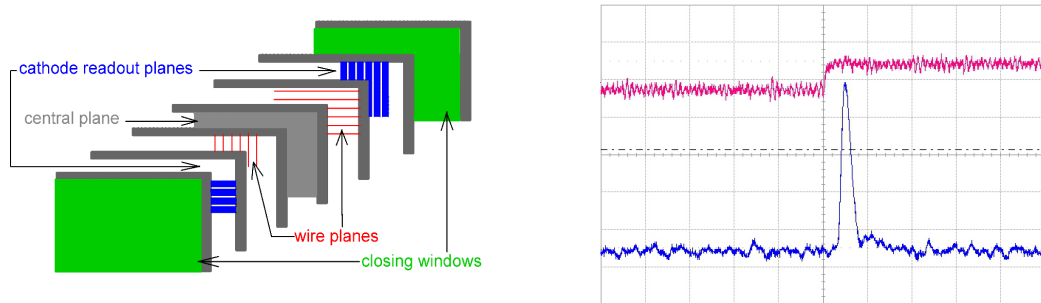 cathode readout planes
central plane
wire planes
closing windows